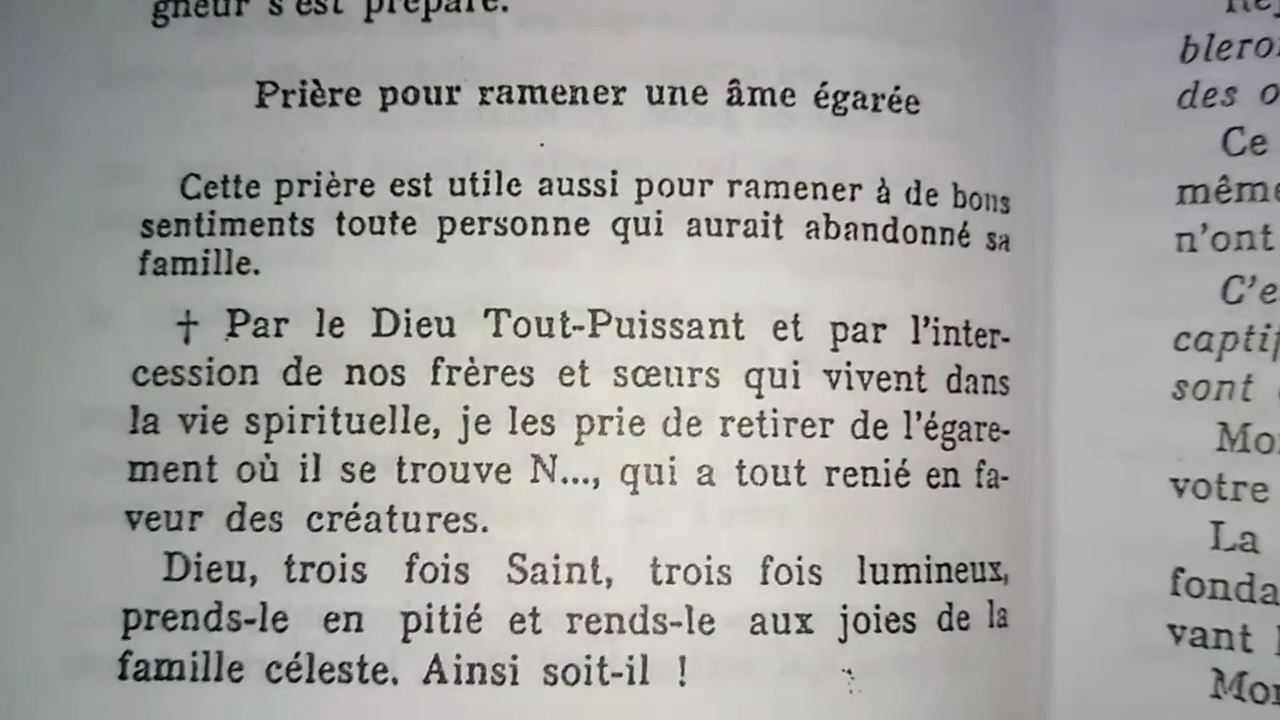 gneur s'est préparé.
Prière pour ramener une âme égarée
Cette prière est utile aussi pour ramener à de bons
sentiments toute personne qui aurait abandonné sa
famille.
† Par le Dieu Tout-Puissant et par l'inter-
cession de nos frères et sœurs qui vivent dans
la vie spirituelle, je les prie de retirer de l'égare-
ment où il se trouve N..., qui a tout renié en fa-
veur des créatures.
Dieu, trois fois Saint, trois fois lumineux,
prends-le en pitié et rends-le aux joies de la
famille céleste. Ainsi soit-il !
des
Ce
même
n'ont
sont
votre
La
vant